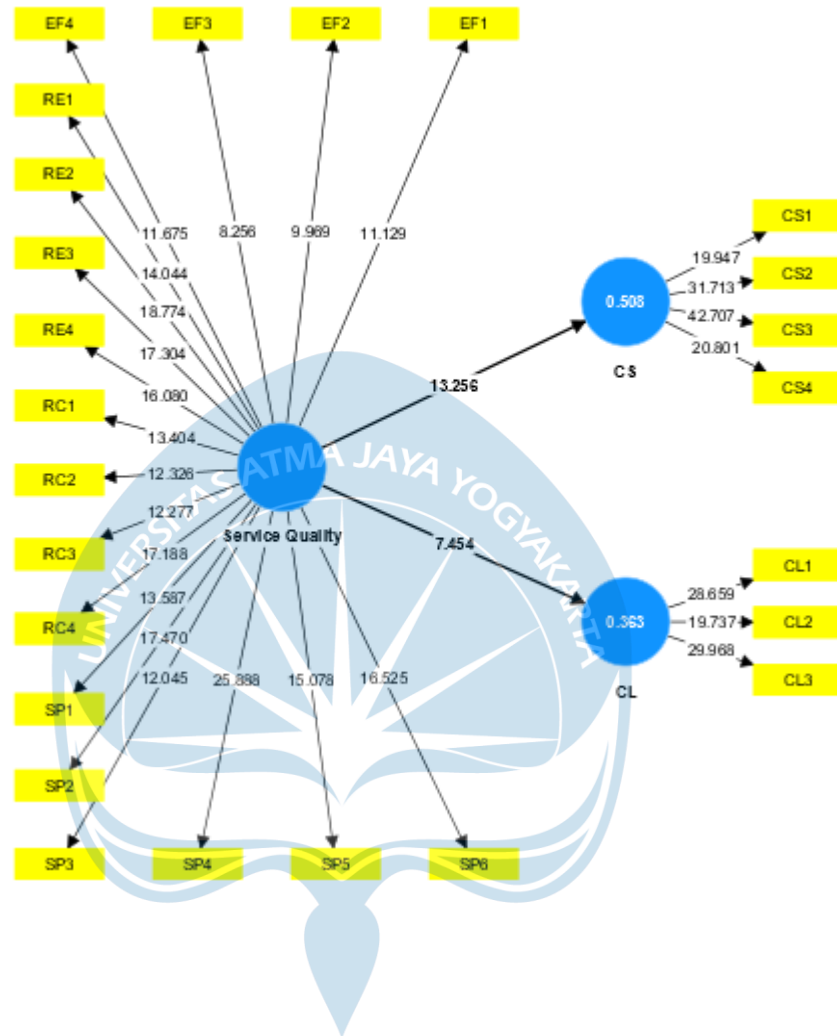 EF4
EF3
EF2
EF1
RE1
RE2
RE3
RE4
RC1
RC2
RC3
RC4
SP1
SP2
SP3
SP4
SP5
SP6
11.675
8.256
9.969
11.129
14.044
18.774
17.304
16.080
13.404
12.326
12.277
17.188
13.587
17.470
12.045
25.888
15.078
16.525
Service Quality
13.256
7.454
0.508
CS
19.947
31.713
42.707
20.801
CS1
CS2
CS3
CS4
0.363
CL
28.659
19.737
29.968
CL1
CL2
CL3
UNIVERSITAS ATMA JAYA YOGYAKARTA